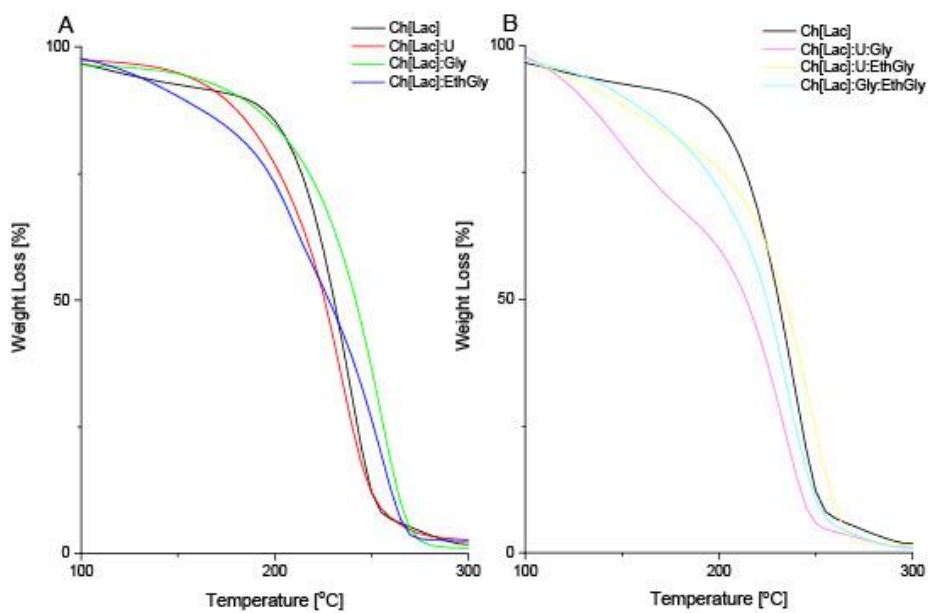 A
Ch[Lac]
Ch[Lac]:U
Ch[Lac]:Gly
Ch[Lac]:EthGly
100
50
0
Weight Loss [%]
100
200
300
Temperature [°C]
B
Ch[Lac]
Ch[Lac]:U:Gly
Ch[Lac]:U:EthGly
Ch[Lac]:Gly:EthGly
100
50
0
Weight Loss [%]
100
200
300
Temperature [ºC]